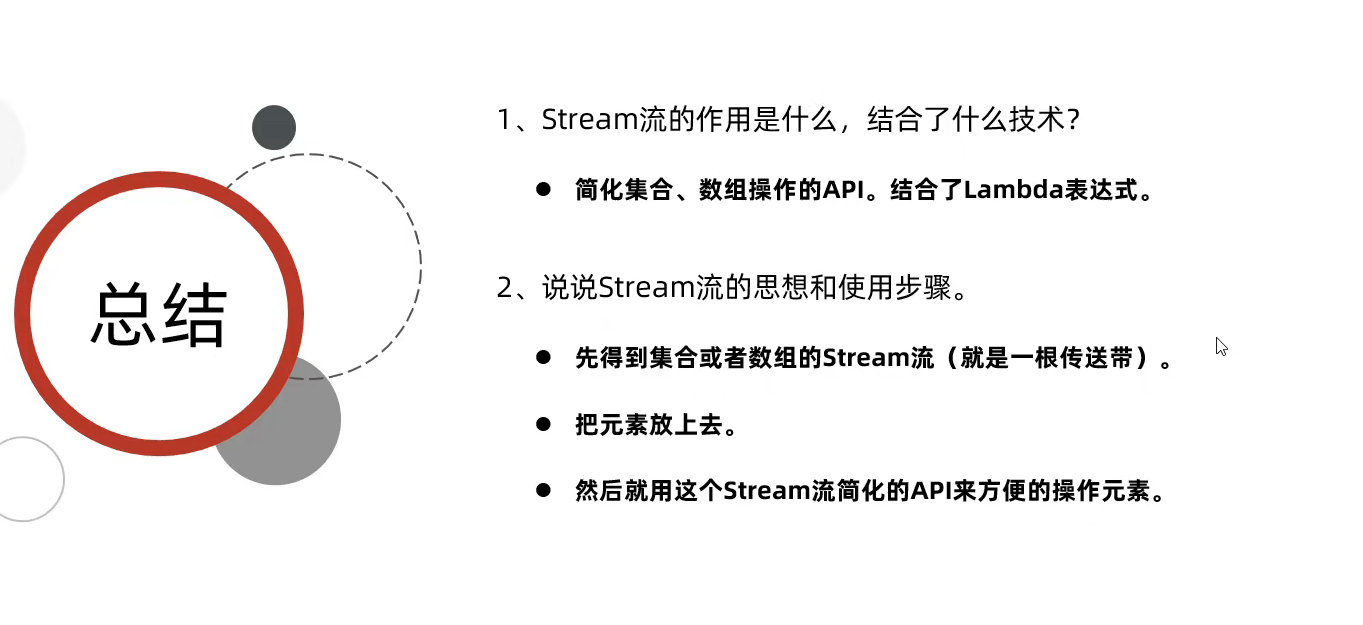 总结
1、Stream流的作用是什么，结合了什么技术？
● 简化集合、数组操作的API。结合了Lambda表达式。
2、说说Stream流的思想和使用步骤。
● 先得到集合或者数组的Stream流（就是一根传送带）。
● 把元素放上去。
● 然后就用这个Stream流简化的API来方便的操作元素。